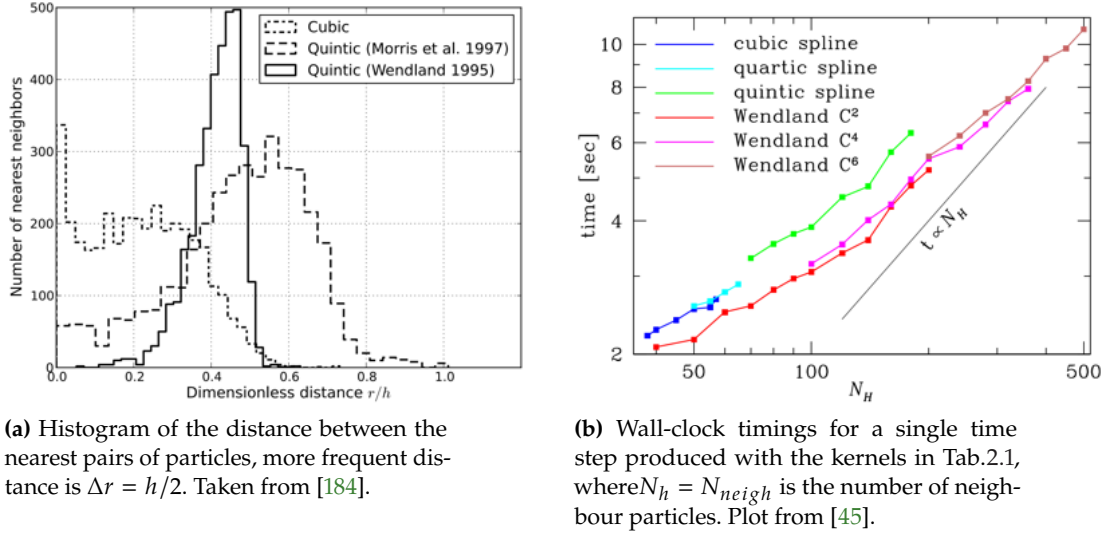 500
400
300
200
100
0
0.0
0.2
0.4
0.6
0.8
1.0
Number of nearest neighbors
Dimensionless distance r/h
Cubic
Quintic (Morris et al. 1997)
Quintic (Wendland 1995)
10
8
6
4
2
50
100
500
time [sec]
N_H
cubic spline
quartic spline
quintic spline
Wendland C²
Wendland C⁴
Wendland C⁶
t ∝ N_H
(a) Histogram of the distance between the
nearest pairs of particles, more frequent dis-
tance is Δr = h/2. Taken from [184].
(b) Wall-clock timings for a single time
step produced with the kernels in Tab.2.1,
whereN_h = N_neigh is the number of neigh-
bour particles. Plot from [45].